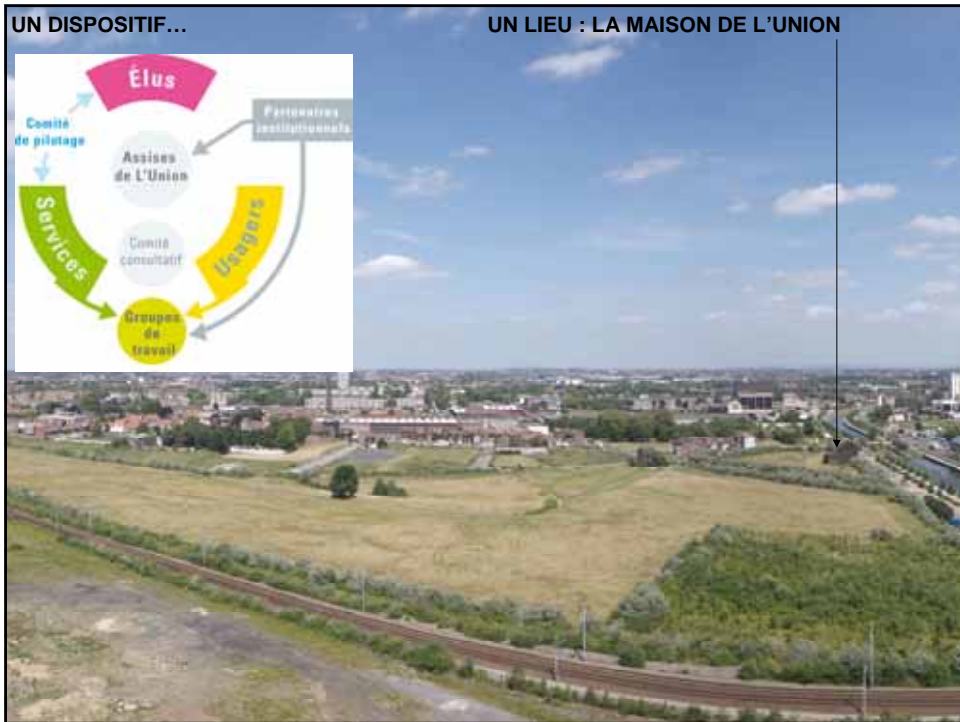 UN DISPOSITIF…
UN LIEU : LA MAISON DE L'UNION
Élus
Partenaires
institutionnels
Comité
de pilotage
Assises
de L'Union
Services
Usagers
Comité
consultatif
Groupes
de
travail